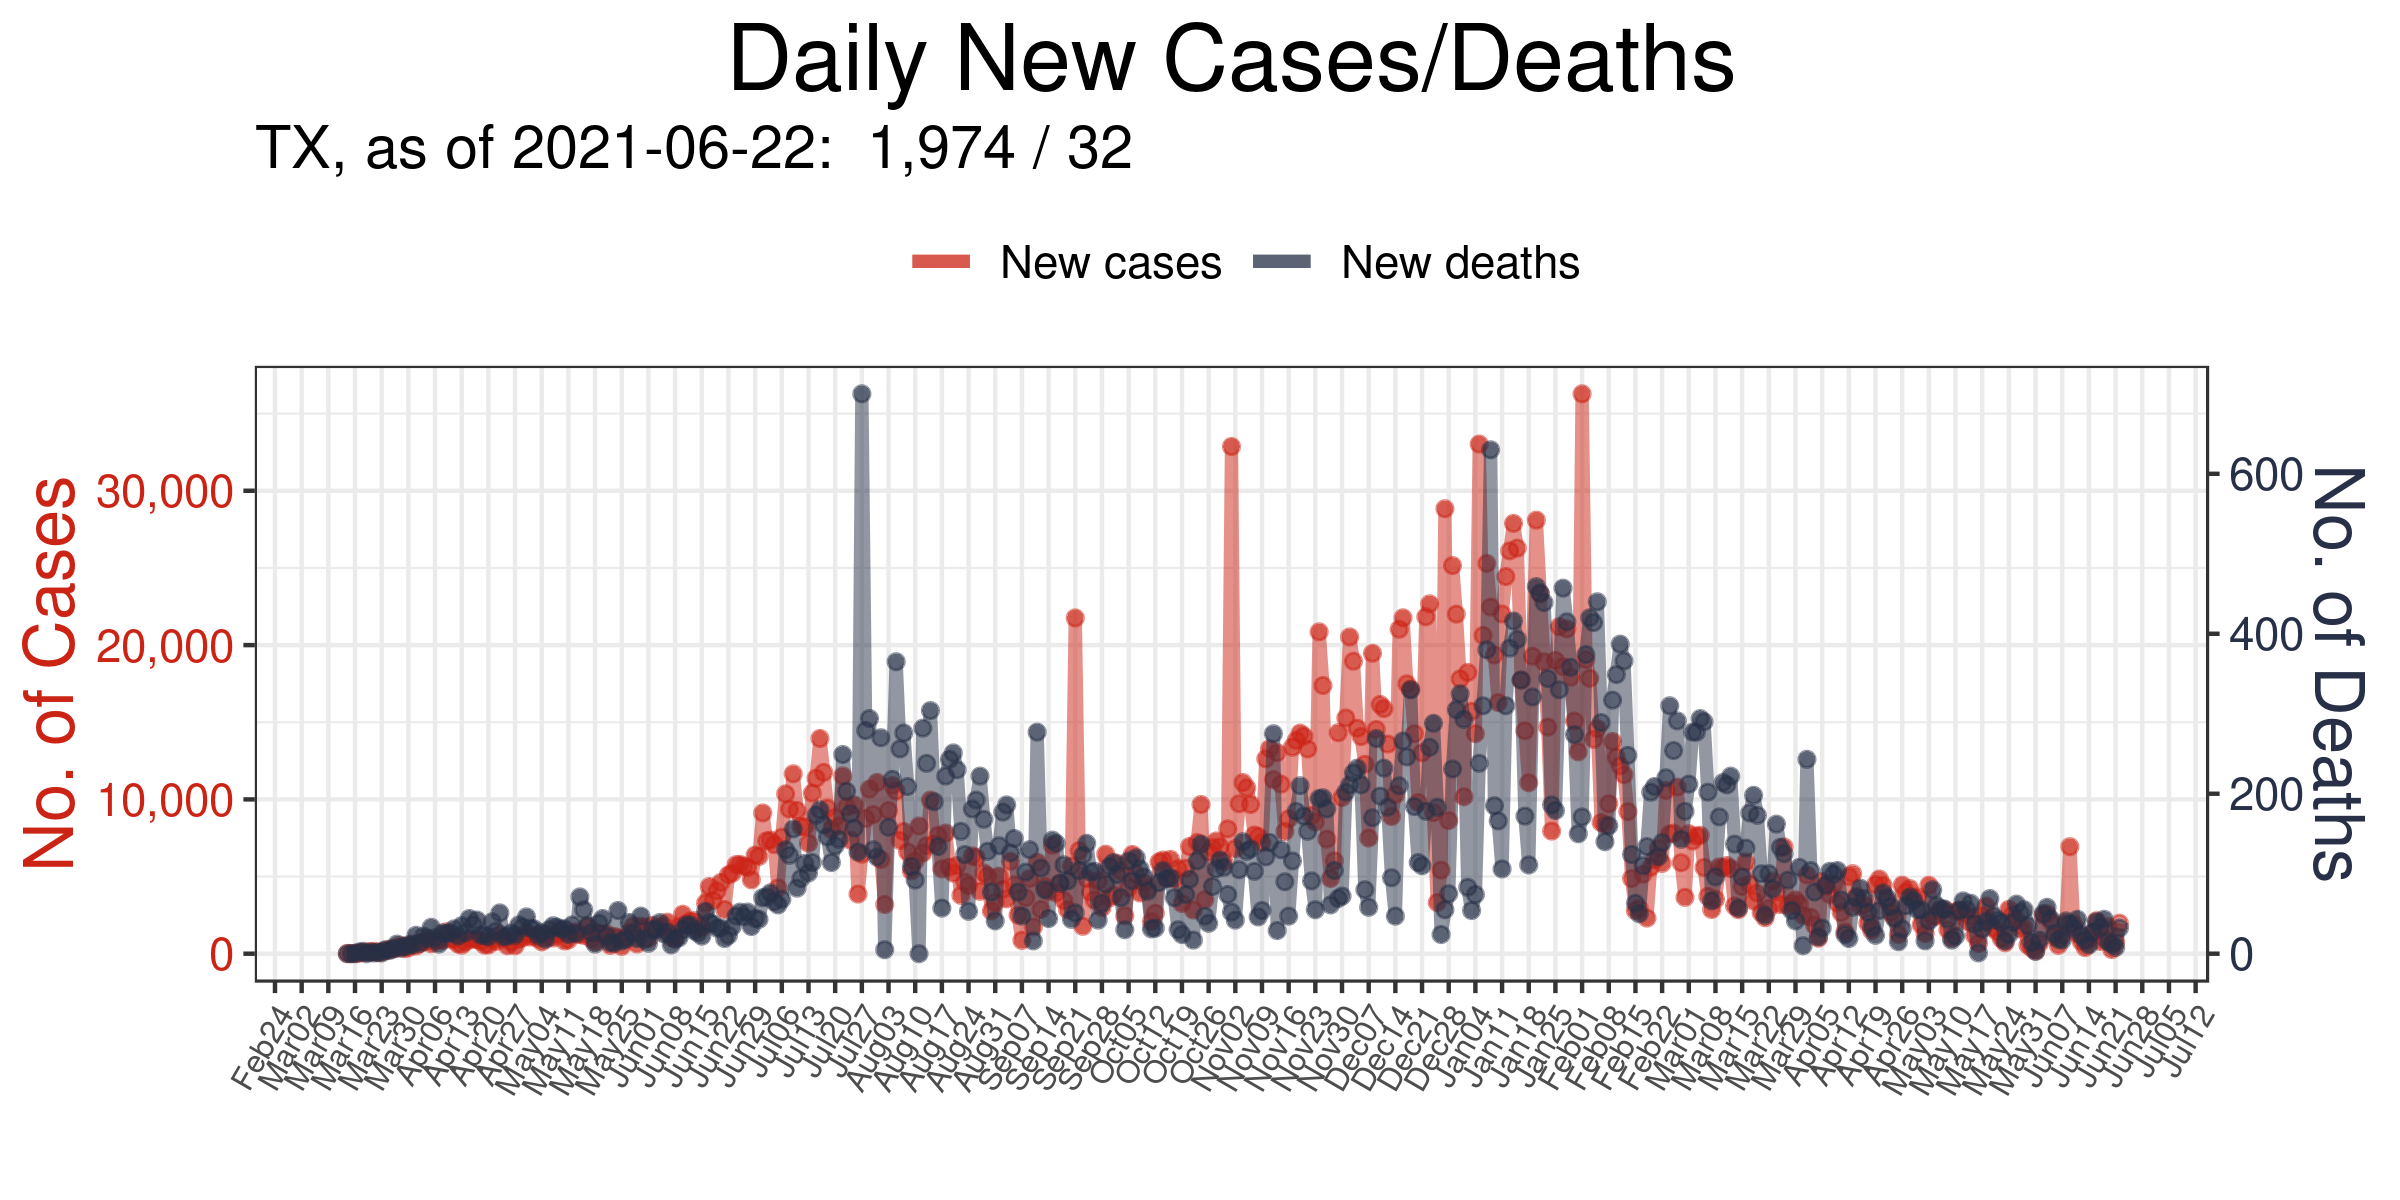 Daily New Cases/Deaths
TX, as of 2021-06-22:  1,974 / 32
New cases
New deaths
No. of Cases
30,000
20,000
10,000
0
600
400
200
0
No. of Deaths
Feb24
Mar02
Mar09
Mar16
Mar23
Mar30
Apr06
Apr13
Apr20
Apr27
May04
May11
May18
May25
Jun01
Jun08
Jun15
Jun22
Jun29
Jul06
Jul13
Jul20
Jul27
Aug03
Aug10
Aug17
Aug24
Aug31
Sep07
Sep14
Sep21
Sep28
Oct05
Oct12
Oct19
Oct26
Nov02
Nov09
Nov16
Nov23
Nov30
Dec07
Dec14
Dec21
Dec28
Jan04
Jan11
Jan18
Jan25
Feb01
Feb08
Feb15
Feb22
Mar01
Mar08
Mar15
Mar22
Mar29
Apr05
Apr12
Apr19
Apr26
May03
May10
May17
May24
May31
Jun07
Jun14
Jun21
Jun28
Jul05
Jul12